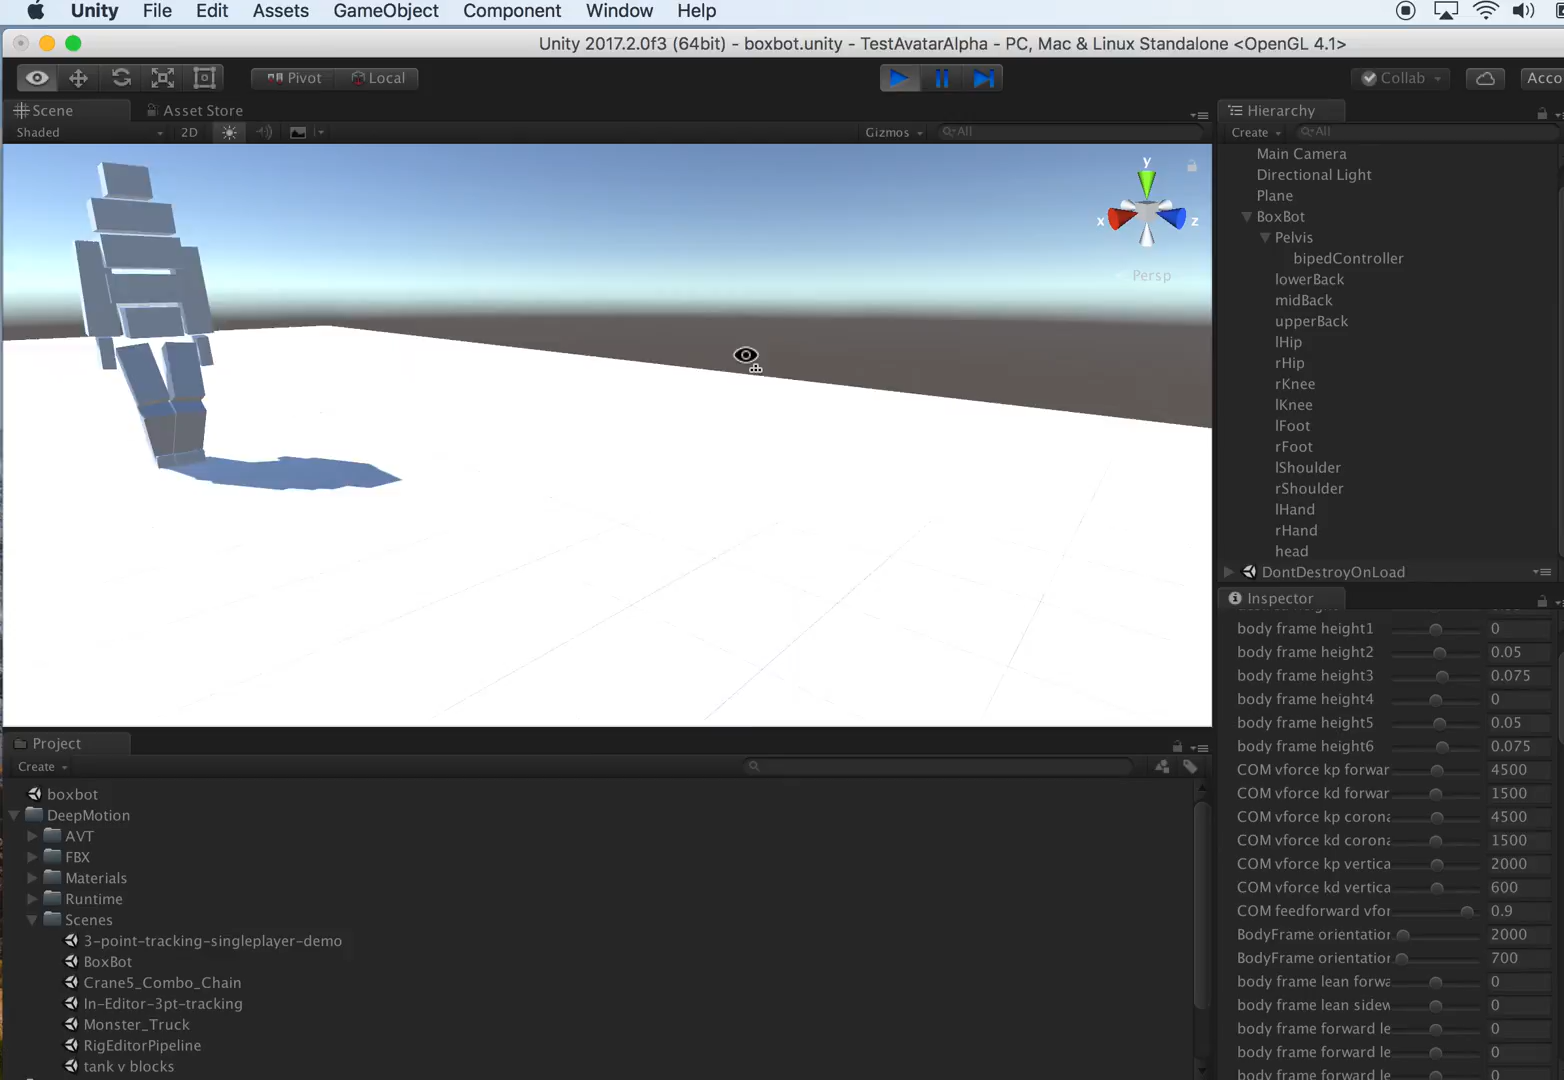 Unity File Edit Assets GameObject Component Window Help
Unity 2017.2.0f3 (64bit) - boxbot.unity - TestAvatarAlpha - PC, Mac & Linux Standalone <OpenGL 4.1>
Pivot Local Collab Acco
Scene Asset Store
Shaded 2D Gizmos All
y
x z
Persp
Hierarchy
Create All
Main Camera
Directional Light
Plane
BoxBot
Pelvis
bipedController
lowerBack
midBack
upperBack
lHip
rHip
rKnee
lKnee
lFoot
rFoot
lShoulder
rShoulder
lHand
rHand
head
DontDestroyOnLoad
Inspector
body frame height1 0
body frame height2 0.05
body frame height3 0.075
body frame height4 0
body frame height5 0.05
body frame height6 0.075
COM vforce kp forwar 4500
COM vforce kd forwar 1500
COM vforce kp corona 4500
COM vforce kd corona 1500
COM vforce kp vertica 2000
COM vforce kd vertica 600
COM feedforward vfor 0.9
BodyFrame orientatior 2000
BodyFrame orientatior 700
body frame lean forwa 0
body frame lean sidew 0
body frame forward le 0
body frame forward le 0
body frame forward le 0
Project
Create
boxbot
DeepMotion
AVT
FBX
Materials
Runtime
Scenes
3-point-tracking-singleplayer-demo
BoxBot
Crane5_Combo_Chain
In-Editor-3pt-tracking
Monster_Truck
RigEditorPipeline
tank v blocks